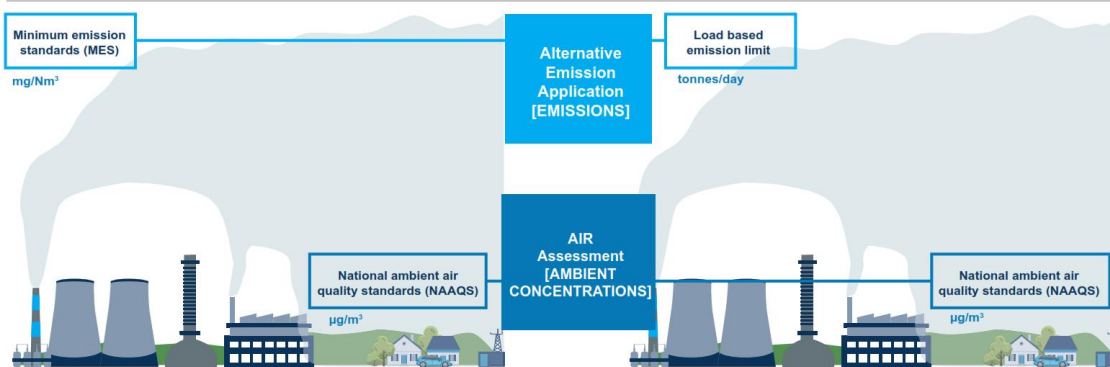 Minimum emission
standards (MES)
mg/Nm³
Alternative
Emission
Application
[EMISSIONS]
Load based
emission limit
tonnes/day
National ambient air
quality standards (NAAQS)
µg/m³
AIR
Assessment
[AMBIENT
CONCENTRATIONS]
National ambient air
quality standards (NAAQS)
µg/m³